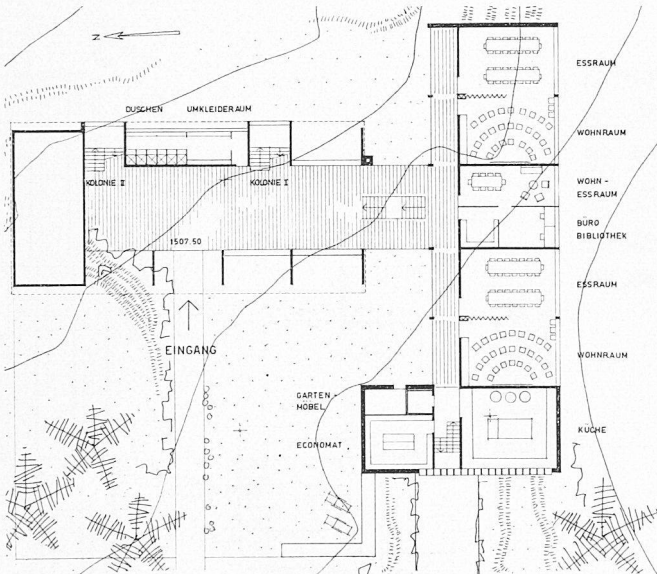 N
ESSRAUM
DUSCHEN UMKLEIDERAUM
WOHNRAUM
KOLONIE II
KOLONIE I
WOHN-
ESSRAUM
BÜRO
BIBLIOTHEK
1507.50
ESSRAUM
EINGANG
WOHNRAUM
GARTEN-
MÖBEL
ECONOMAT
KÜCHE